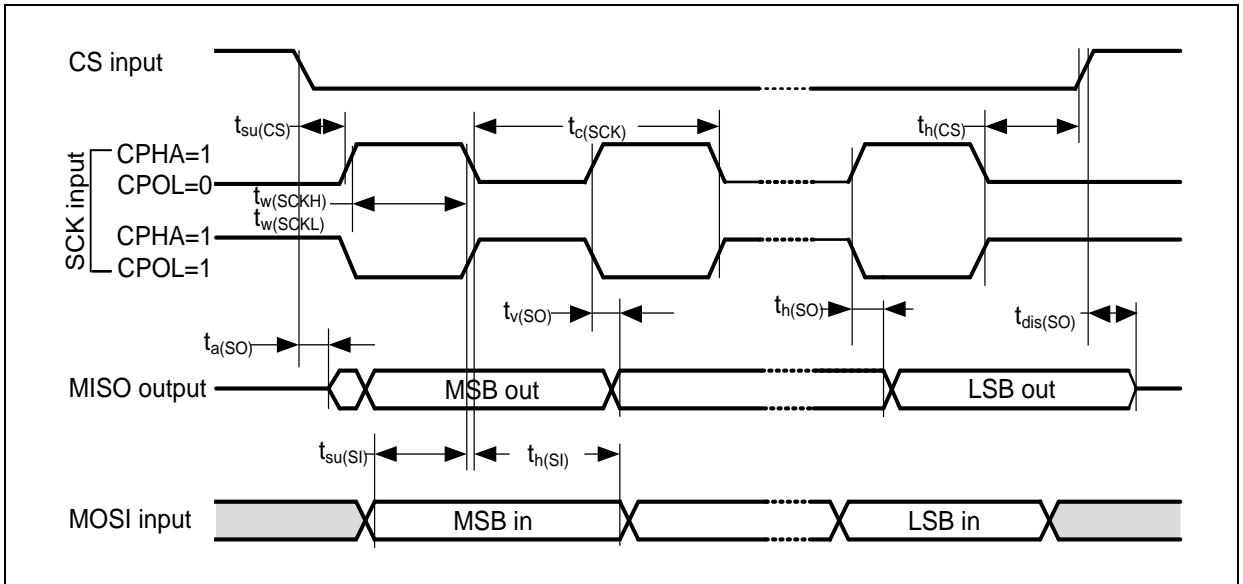 CS input
tsu(CS)
tc(SCK)
th(CS)
SCK input
CPHA=1
CPOL=0
tw(SCKH)
tw(SCKL)
CPHA=1
CPOL=1
tv(SO)
th(SO)
tdis(SO)
ta(SO)
MISO output
MSB out
LSB out
tsu(SI)
th(SI)
MOSI input
MSB in
LSB in